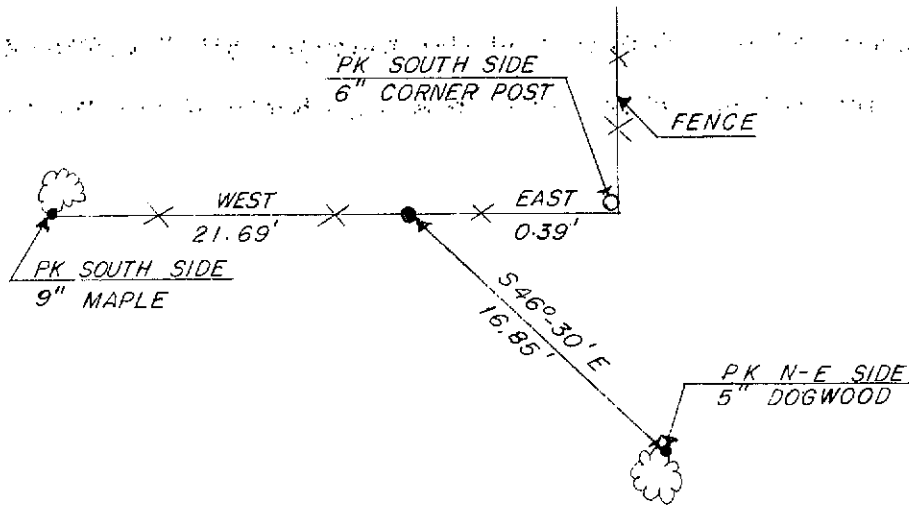 PK SOUTH SIDE
6" CORNER POST
FENCE
WEST
21.69'
EAST
0.39'
PK SOUTH SIDE
9" MAPLE
S46°-30'E
16.85'
PK N-E SIDE
5" DOGWOOD